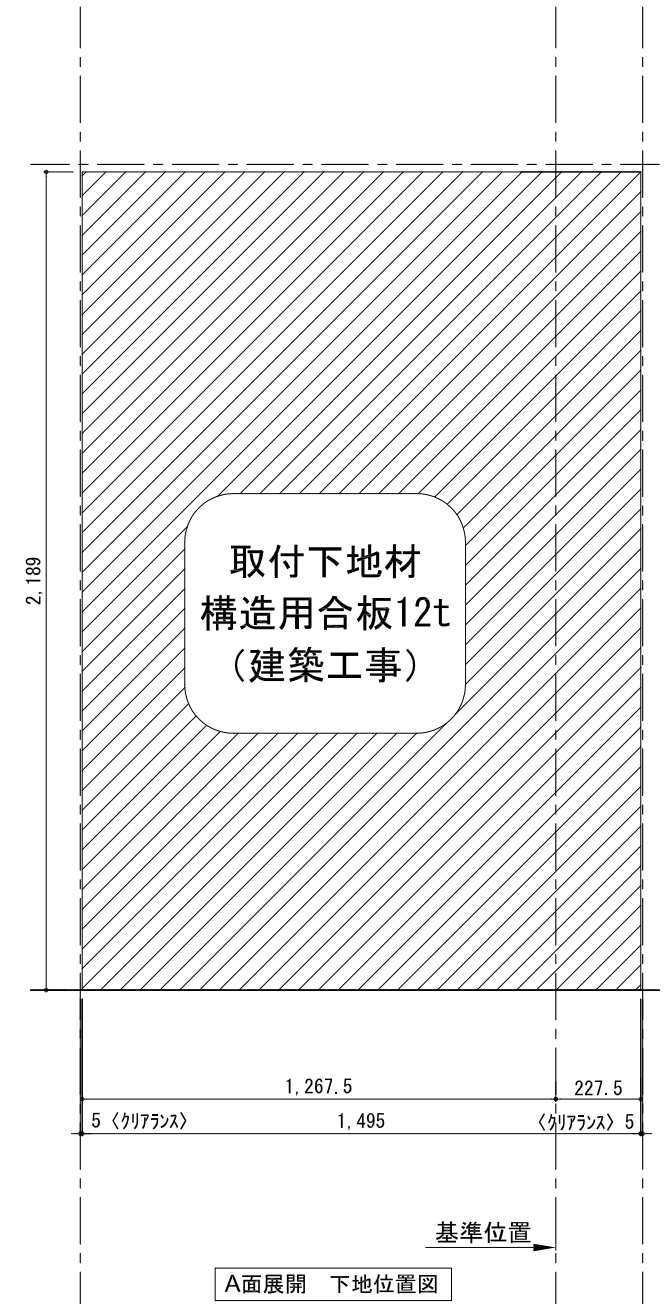 2,189
取付下地材
構造用合板12t
(建築工事)
1,267.5
227.5
5 〈クリアランス〉
1,495
〈クリアランス〉 5
基準位置
A面展開　下地位置図